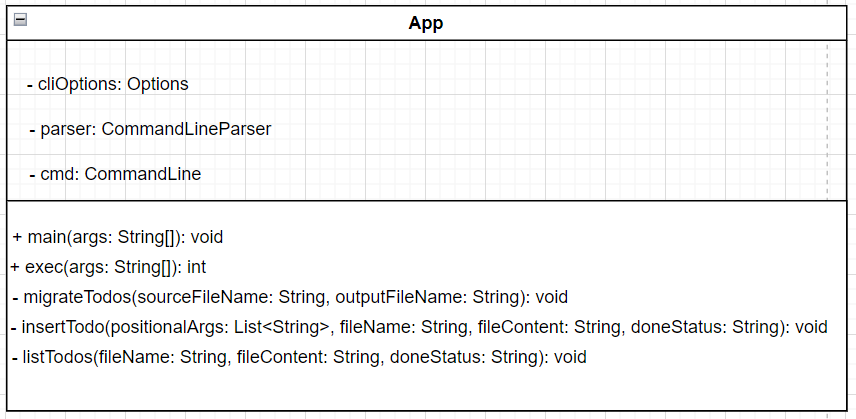 App
- cliOptions: Options
- parser: CommandLineParser
- cmd: CommandLine
+ main(args: String[]): void
+ exec(args: String[]): int
- migrateTodos(sourceFileName: String, outputFileName: String): void
- insertTodo(positionalArgs: List<String>, fileName: String, fileContent: String, doneStatus: String): void
- listTodos(fileName: String, fileContent: String, doneStatus: String): void